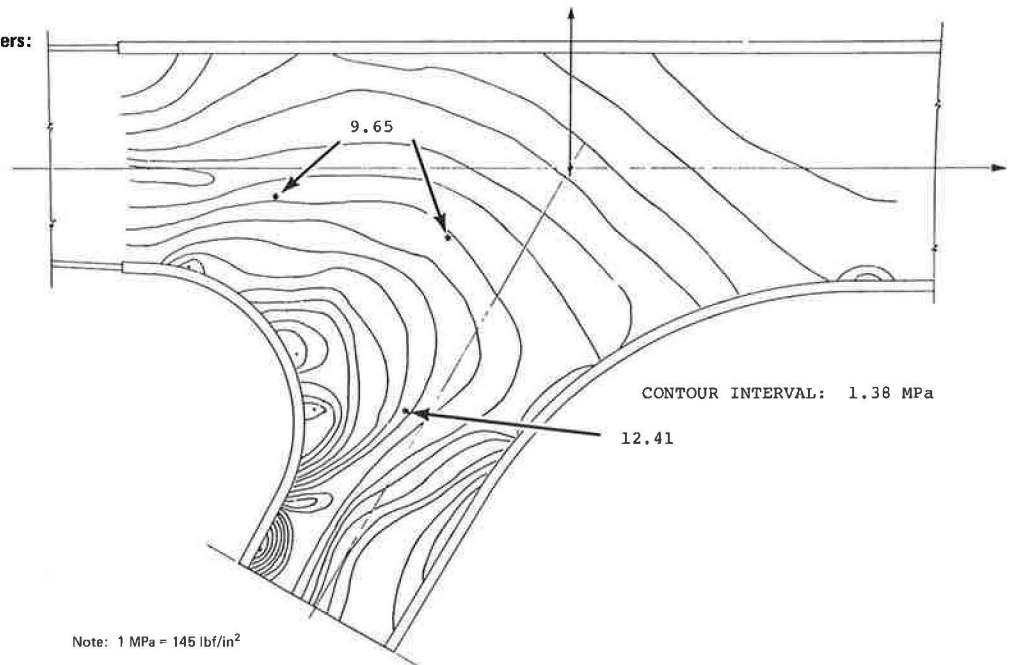 ers:
9.65
CONTOUR INTERVAL: 1.38 MPa
12.41
Note: 1 MPa = 145 lbf/in²